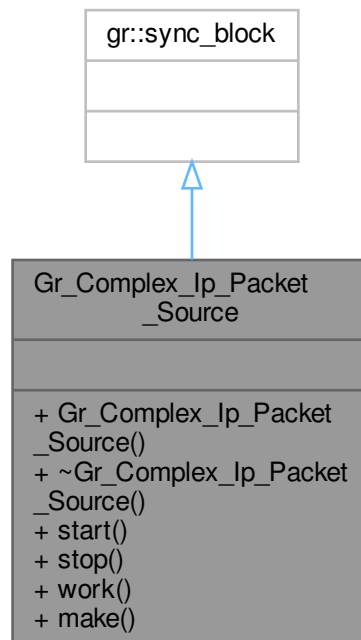 gr::sync_block
Gr_Complex_Ip_Packet
_Source
+ Gr_Complex_Ip_Packet
_Source()
+ ~Gr_Complex_Ip_Packet
_Source()
+ start()
+ stop()
+ work()
+ make()